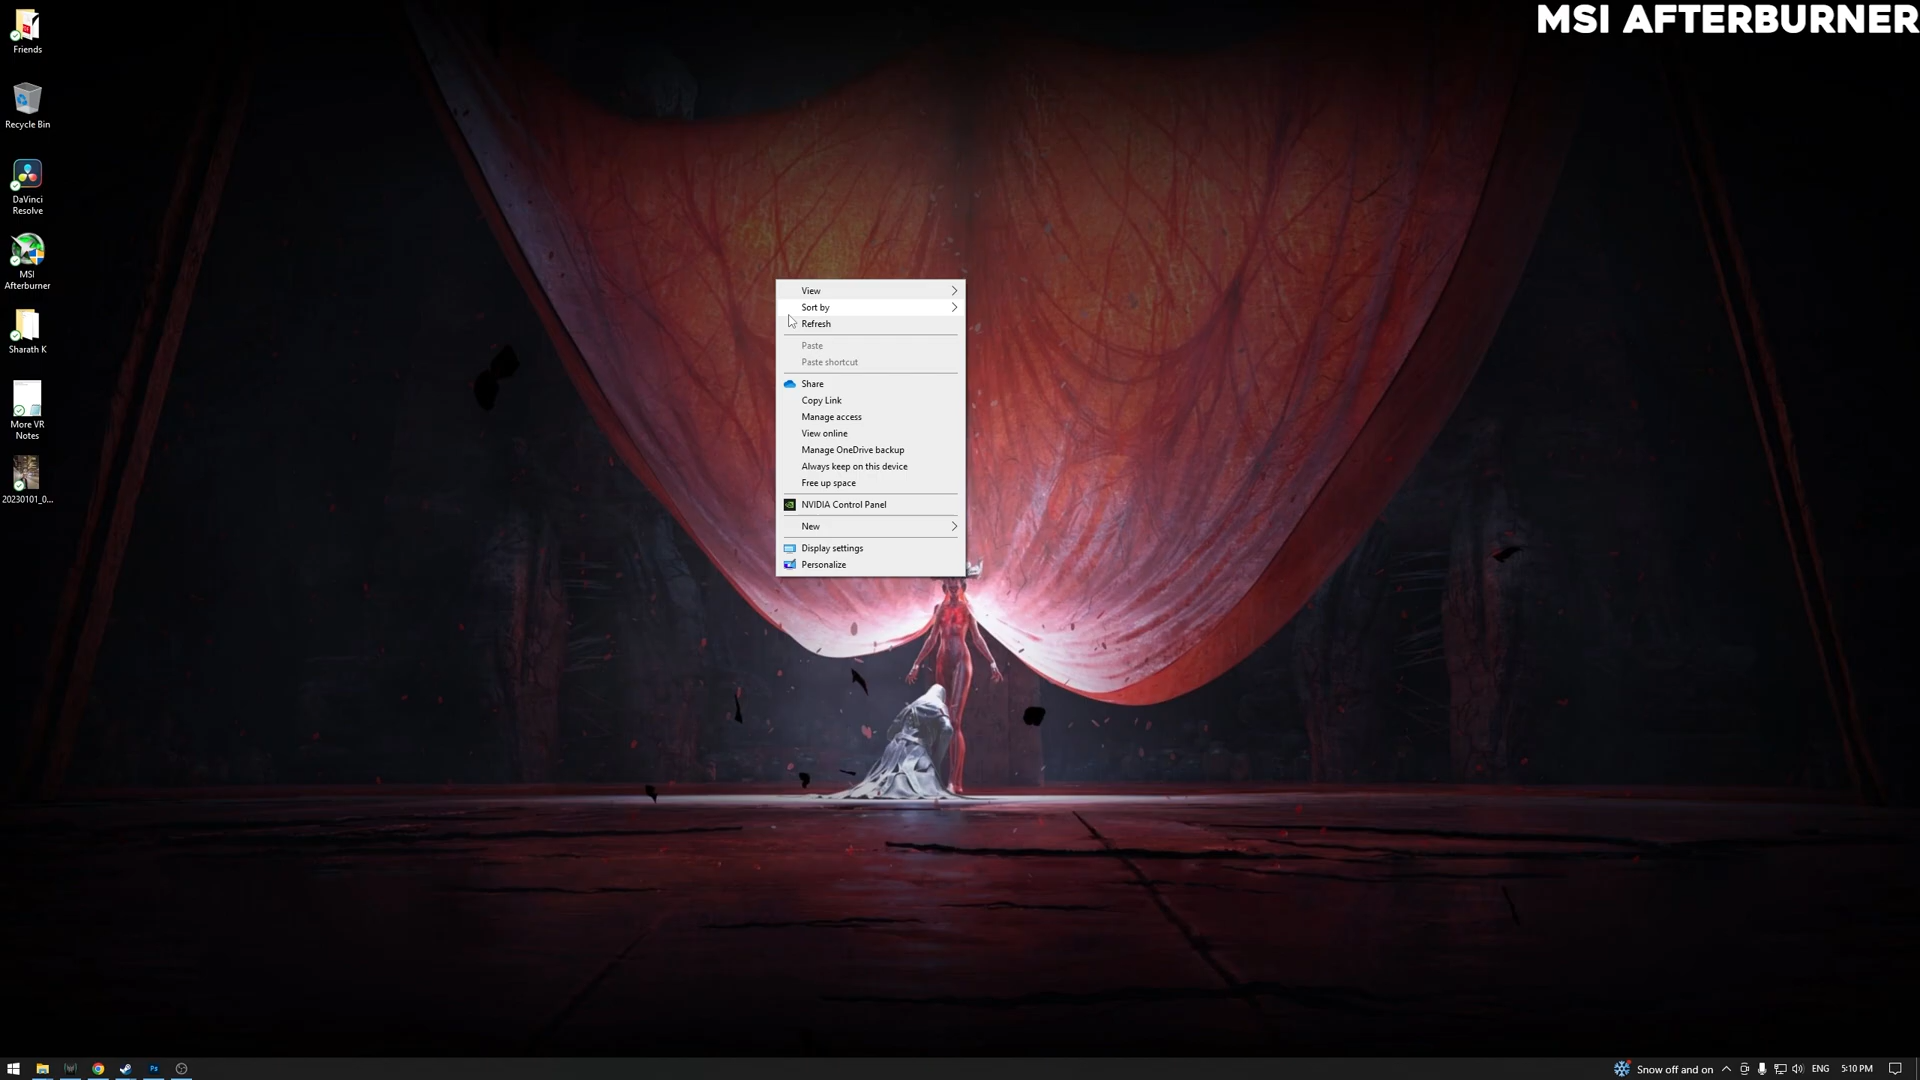 MSI AFTERBURNER
Friends
Recycle Bin
DaVinci
Resolve
MSI
Afterburner
Sharath K
More VR
Notes
20230101_0...
View
Sort by
Refresh
Paste
Paste shortcut
Share
Copy Link
Manage access
View online
Manage OneDrive backup
Always keep on this device
Free up space
NVIDIA Control Panel
New
Display settings
Personalize
Ps
Snow off and on
ENG
5:10 PM